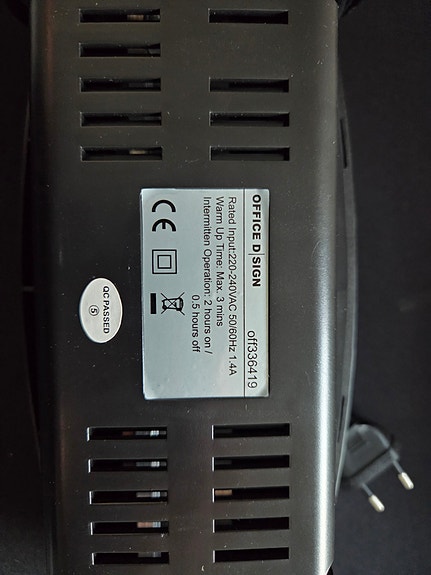 OFFICE D|SIGN
off336419
Rated Input:220-240VAC 50/60Hz 1.4A
Warm Up Time: Max. 3 mins
Intermitten Operation: 2 hours on /
0.5 hours off
CE
QC PASSED
5